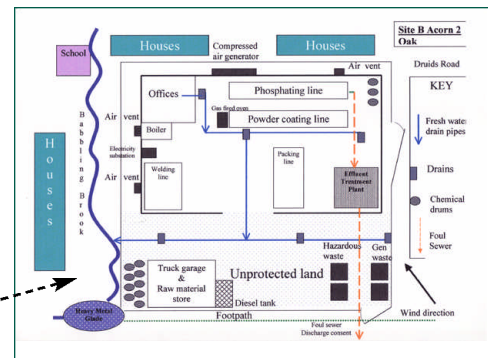 Site B Acorn 2
Oak
Houses
Houses
School
Compressed
air generator
Air vent
Druids Road
KEY
Offices
Phosphating line
Gas fired oven
Powder coating line
Air vent
Boiler
Electricity
substation
Air vent
Welding
line
Packing
line
Effluent
Treatment
Plant
Fresh water
drain pipes
Drains
Chemical
drums
Foul
Sewer
Houses
Babbling Brook
Hazardous
waste
Gen
waste
Truck garage
&
Raw material
store
Unprotected land
Diesel tank
Heavy Metal
Glade
Footpath
Wind direction
Foul sewer
Discharge consent